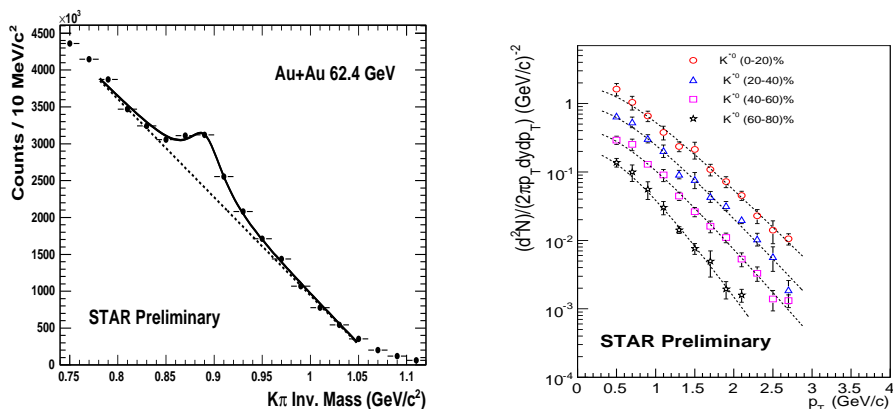 ×10³
Counts / 10 MeV/c²
4500
4000
3500
3000
2500
2000
1500
1000
500
0
Au+Au 62.4 GeV
STAR Preliminary
0.75 0.8 0.85 0.9 0.95 1 1.05 1.1
Kπ Inv. Mass (GeV/c²)
(d²N)/(2πp_T dydp_T) (GeV/c)⁻²
1
10⁻¹
10⁻²
10⁻³
10⁻⁴
K*⁰ (0-20)%
K*⁰ (20-40)%
K*⁰ (40-60)%
K*⁰ (60-80)%
STAR Preliminary
0 0.5 1 1.5 2 2.5 3 3.5 4
p_T (GeV/c)